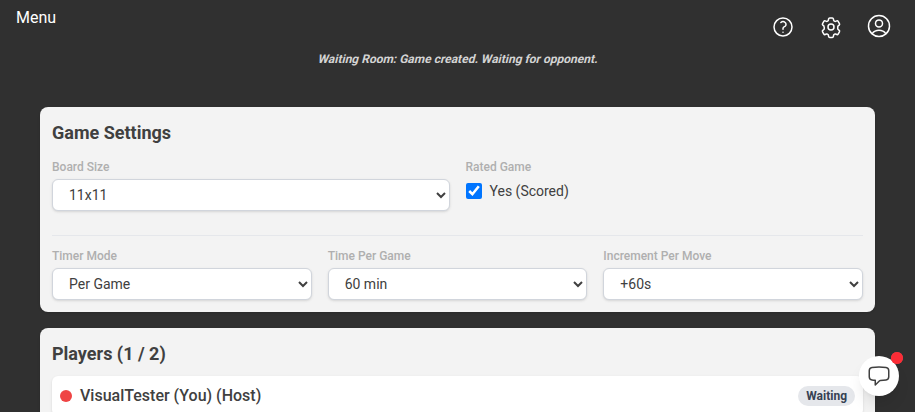 Menu
Waiting Room: Game created. Waiting for opponent.
Game Settings
Board Size
Rated Game
11x11
Yes (Scored)
Timer Mode
Time Per Game
Increment Per Move
Per Game
60 min
+60s
Players (1 / 2)
VisualTester (You) (Host)
Waiting